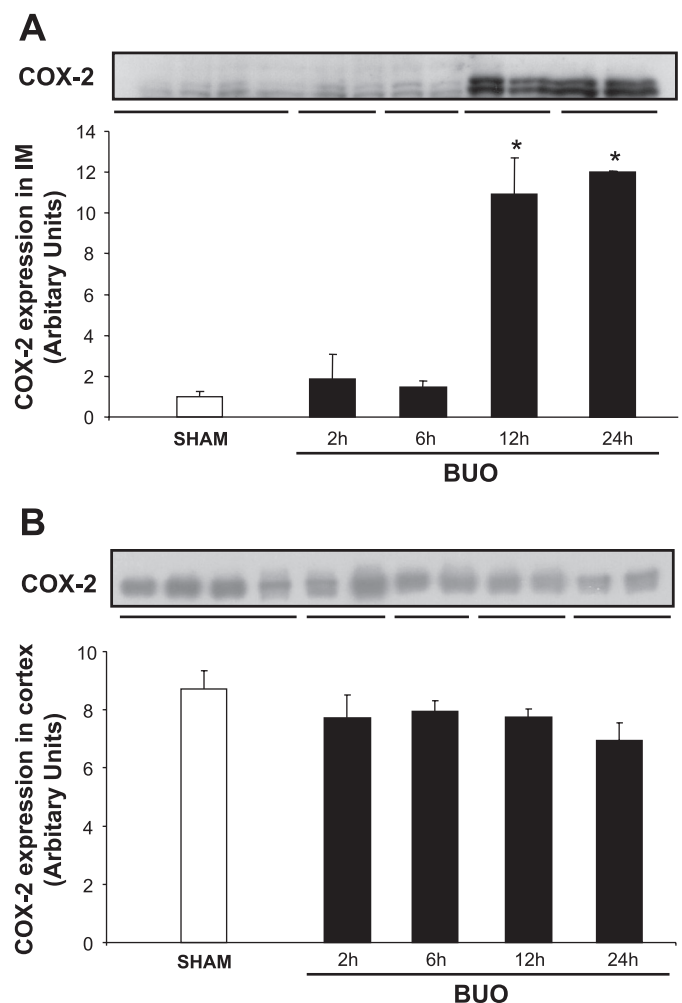 A
COX-2
COX-2 expression in IM
(Arbitary Units)
14
12
10
8
6
4
2
0
*
*
SHAM 2h 6h 12h 24h
BUO
B
COX-2
COX-2 expression in cortex
(Arbitary Units)
10
8
6
4
2
0
SHAM 2h 6h 12h 24h
BUO